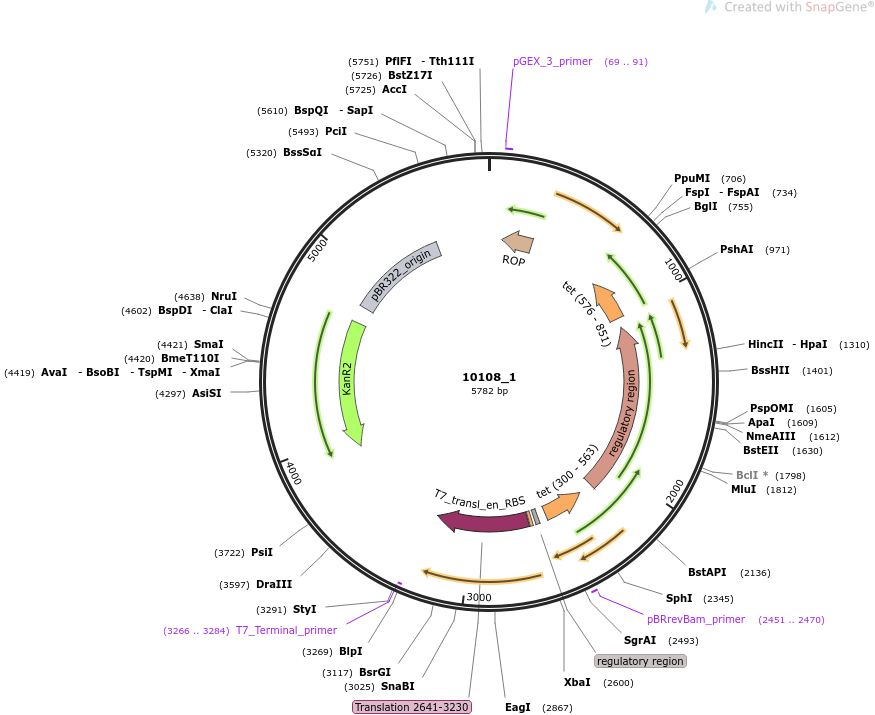 Created with SnapGene®
(5751) PflFI - Tth111I
(5726) BstZ17I
(5725) AccI
(5610) BspQI - SapI
(5493) PciI
(5320) BssSαI
pGEX_3_primer (69 .. 91)
PpuMI (706)
FspI - FspAI (734)
BglI (755)
PshAI (971)
HincII - HpaI (1310)
BssHII (1401)
PspOMI (1605)
ApaI (1609)
NmeAIII (1612)
BstEII (1630)
BclI * (1798)
MluI (1812)
BstAPI (2136)
SphI (2345)
pBRrevBam_primer (2451 .. 2470)
SgrAI (2493)
regulatory region
XbaI (2600)
EagI (2867)
Translation 2641-3230
(3025) SnaBI
(3117) BsrGI
(3269) BlpI
(3266 .. 3284) T7_Terminal_primer
(3291) StyI
(3597) DraIII
(3722) PsiI
(4297) AsiSI
(4419) AvaI - BsoBI - TspMI - XmaI
(4420) BmeT110I
(4421) SmaI
(4602) BspDI - ClaI
(4638) NruI
1000
2000
3000
4000
5000
ROP
tet (576 - 851)
regulatory region
tet (300 - 563)
T7_transl_en_RBS
KanR2
pBR322_origin
10108_1
5782 bp